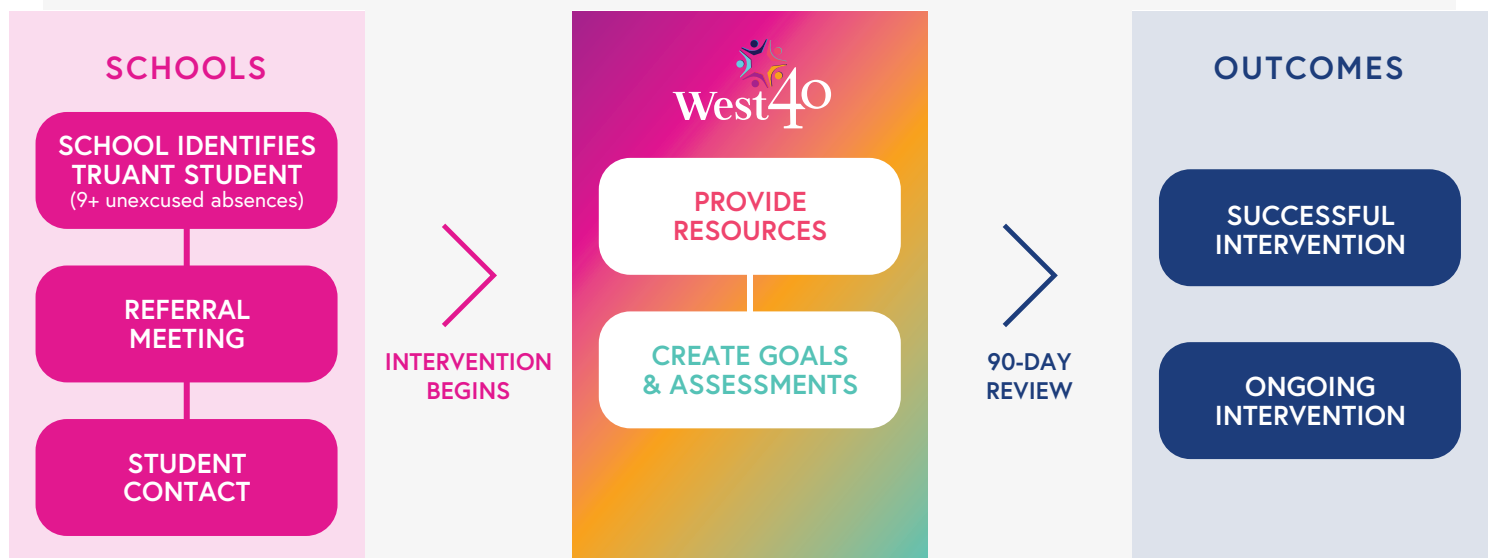 SCHOOLS
SCHOOL IDENTIFIES
TRUANT STUDENT
(9+ unexcused absences)
REFERRAL
MEETING
STUDENT
CONTACT
INTERVENTION
BEGINS
West40
PROVIDE
RESOURCES
CREATE GOALS
& ASSESSMENTS
90-DAY
REVIEW
OUTCOMES
SUCCESSFUL
INTERVENTION
ONGOING
INTERVENTION